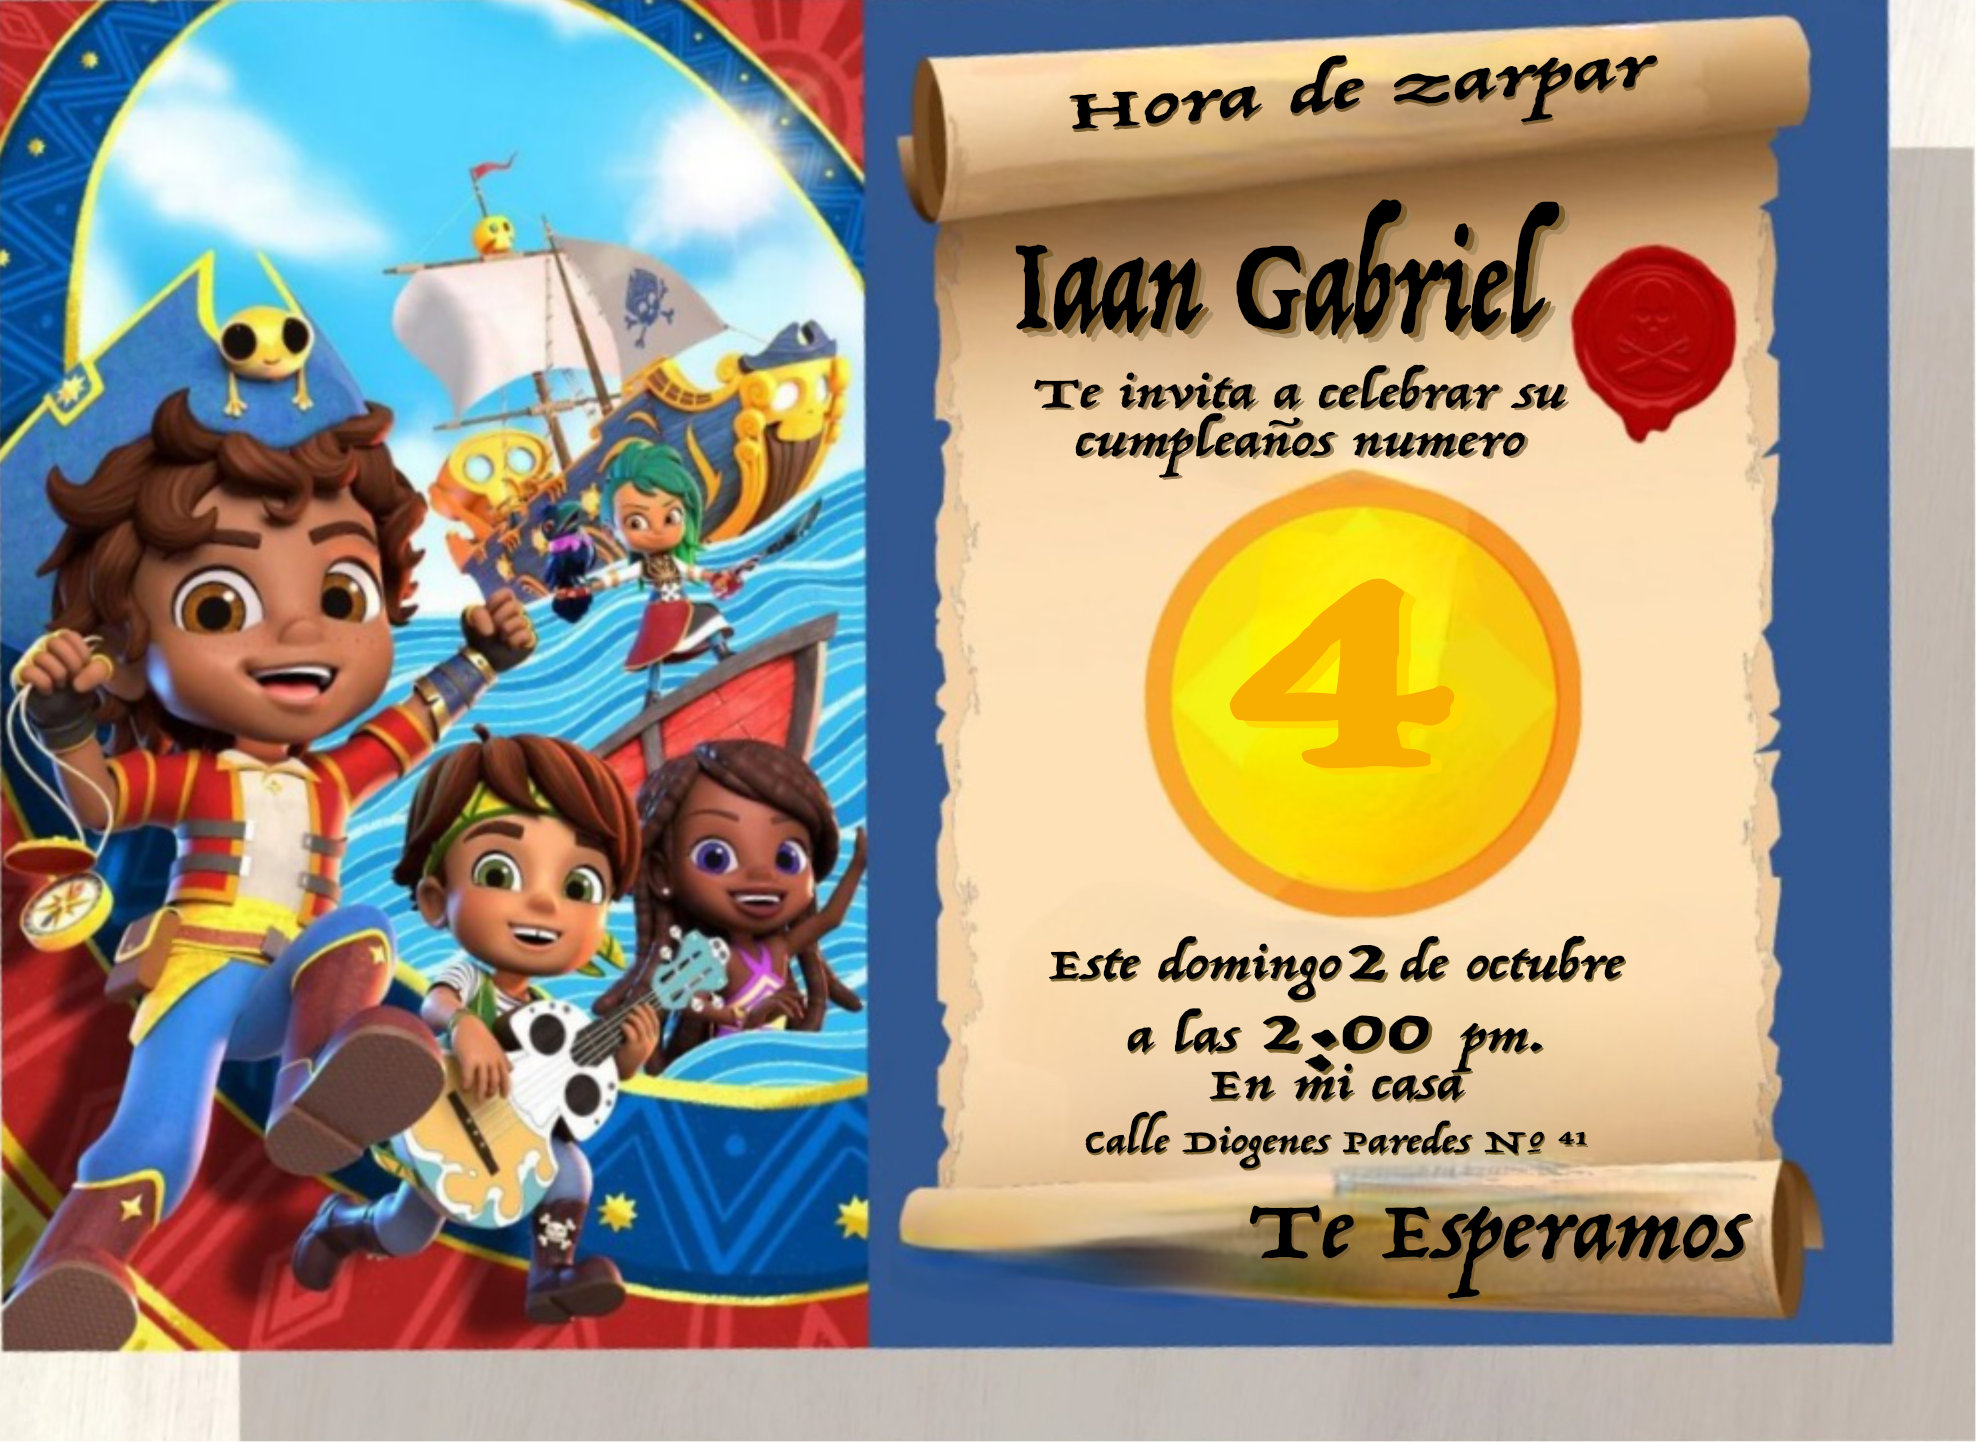 Hora de zarpar
Iaan Gabriel
Te invita a celebrar su
cumpleaños numero
4
Este domingo 2 de octubre
a las 2:00 pm.
En mi casa
Calle Diogenes Paredes Nº 41
Te Esperamos